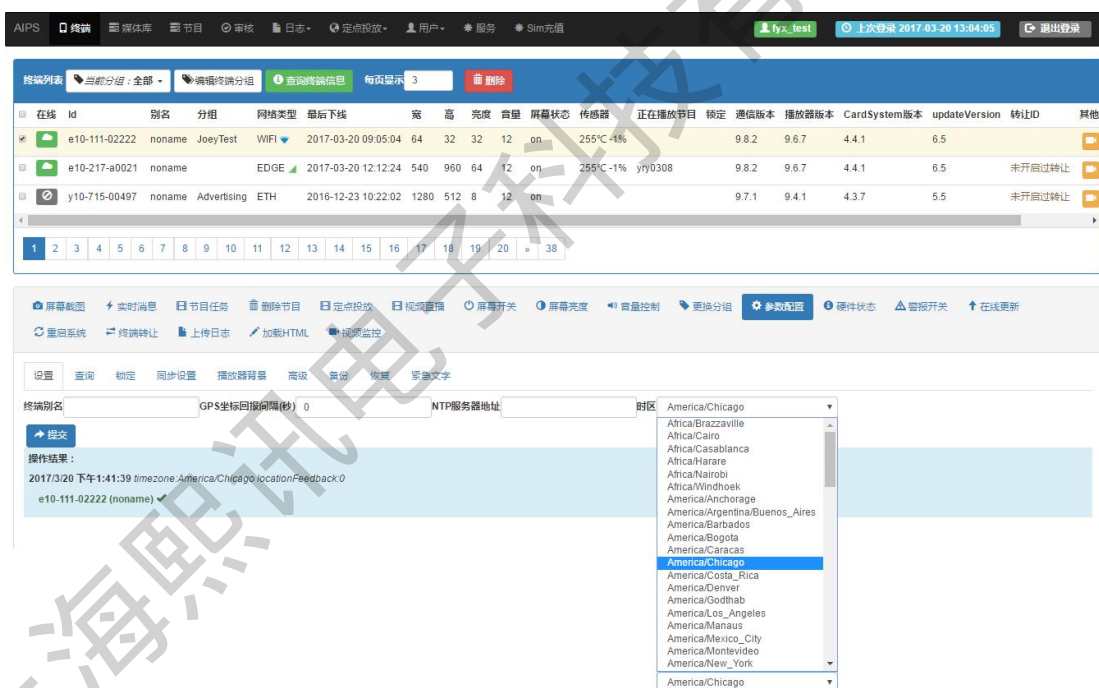 AIPS 终端 媒体库 节目 审核 日志 定点投放 用户 服务 Sim充值 fyx_test 上次登录 2017-03-20 13:04:05 退出登录
终端列表 当前分组:全部 编辑终端分组 查询终端信息 每页显示 3 删除
在线 Id 别名 分组 网络类型 最后下线 宽 高 亮度 音量 屏幕状态 传感器 正在播放节目 锁定 通信版本 播放器版本 CardSystem版本 updateVersion 转让ID 其他
e10-111-02222 noname JoeyTest WIFI 2017-03-20 09:05:04 64 32 32 12 on 255℃ -1% 9.8.2 9.6.7 4.4.1 6.5
e10-217-a0021 noname EDGE 2017-03-20 12:12:24 540 960 64 12 on 255℃ -1% yry0308 9.8.2 9.6.7 4.4.1 6.5 未开启过转让
y10-715-00497 noname Advertising ETH 2016-12-23 10:22:02 1280 512 8 12 on 9.7.1 9.4.1 4.3.7 5.5 未开启过转让
1 2 3 4 5 6 7 8 9 10 11 12 13 14 15 16 17 18 19 20 » 38
屏幕截图 实时消息 节目任务 删除节目 定点投放 视频直播 屏幕开关 屏幕亮度 音量控制 更换分组 参数配置 硬件状态 警报开关 在线更新
重启系统 终端转让 上传日志 加载HTML 视频监控
设置 查询 锁定 同步设置 播放器背景 高级 备份 恢复 紧急文字
终端别名 GPS坐标回报间隔(秒) 0 NTP服务器地址 时区 America/Chicago
提交
操作结果:
2017/3/20 下午1:41:39 timezone:America/Chicago locationFeedback:0
e10-111-02222 (noname)
Africa/Brazzaville
Africa/Cairo
Africa/Casablanca
Africa/Harare
Africa/Nairobi
Africa/Windhoek
America/Anchorage
America/Argentina/Buenos_Aires
America/Barbados
America/Bogota
America/Caracas
America/Chicago
America/Costa_Rica
America/Denver
America/Godthab
America/Los_Angeles
America/Manaus
America/Mexico_City
America/Montevideo
America/New_York
America/Chicago
海熙讯电子科技有